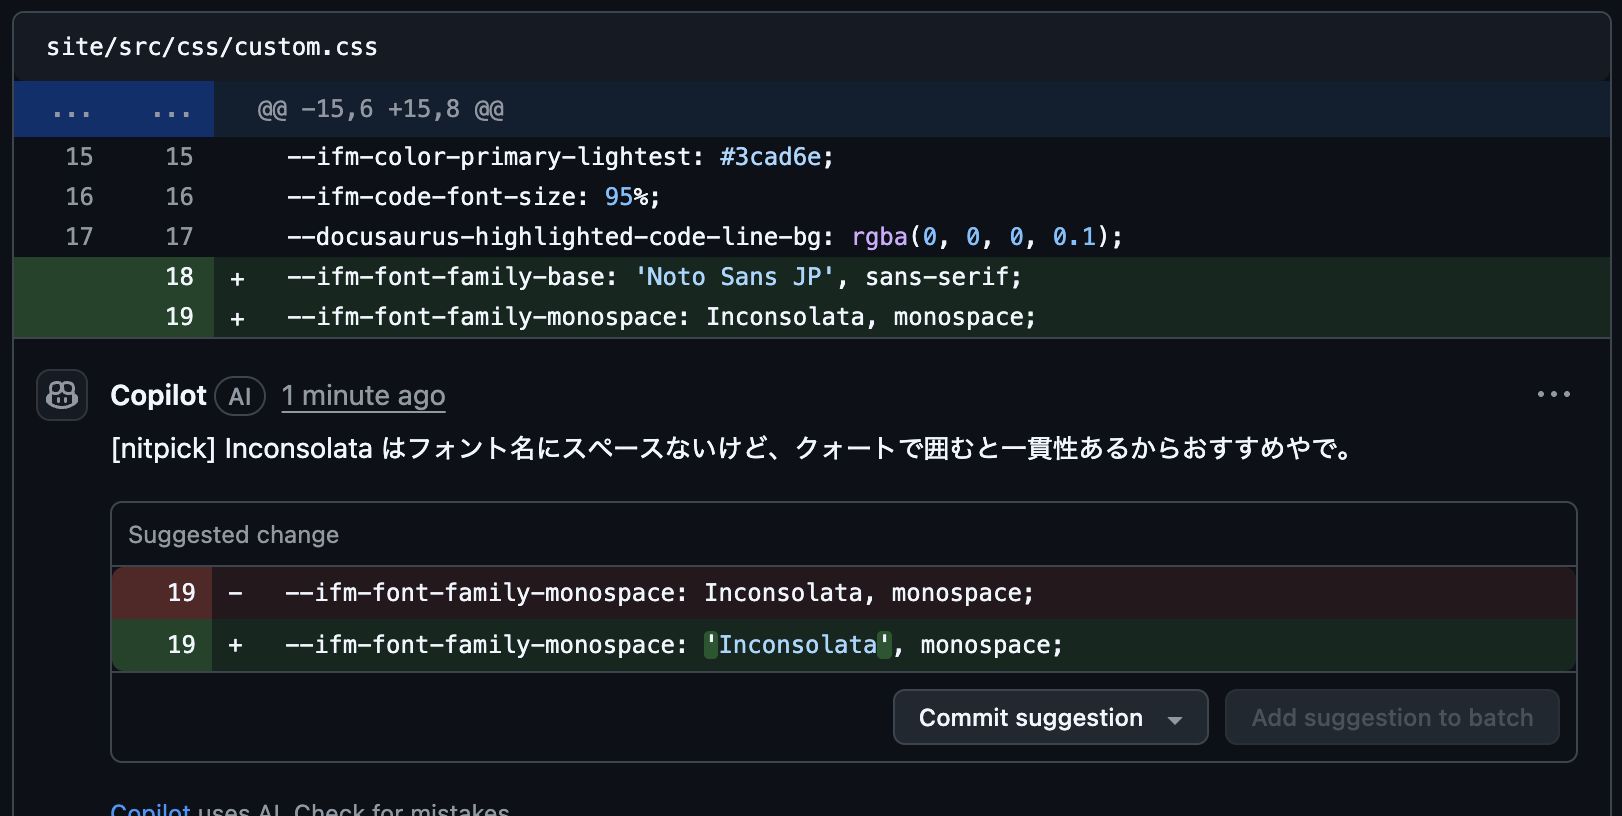 site/src/css/custom.css
... ... @@ -15,6 +15,8 @@
15 15 --ifm-color-primary-lightest: #3cad6e;
16 16 --ifm-code-font-size: 95%;
17 17 --docusaurus-highlighted-code-line-bg: rgba(0, 0, 0, 0.1);
18 + --ifm-font-family-base: 'Noto Sans JP', sans-serif;
19 + --ifm-font-family-monospace: Inconsolata, monospace;
Copilot AI 1 minute ago
[nitpick] Inconsolata はフォント名にスペースないけど、クォートで囲むと一貫性あるからおすすめやで。
Suggested change
19 - --ifm-font-family-monospace: Inconsolata, monospace;
19 + --ifm-font-family-monospace: 'Inconsolata', monospace;
Commit suggestion Add suggestion to batch
Copilot uses AI. Check for mistakes.